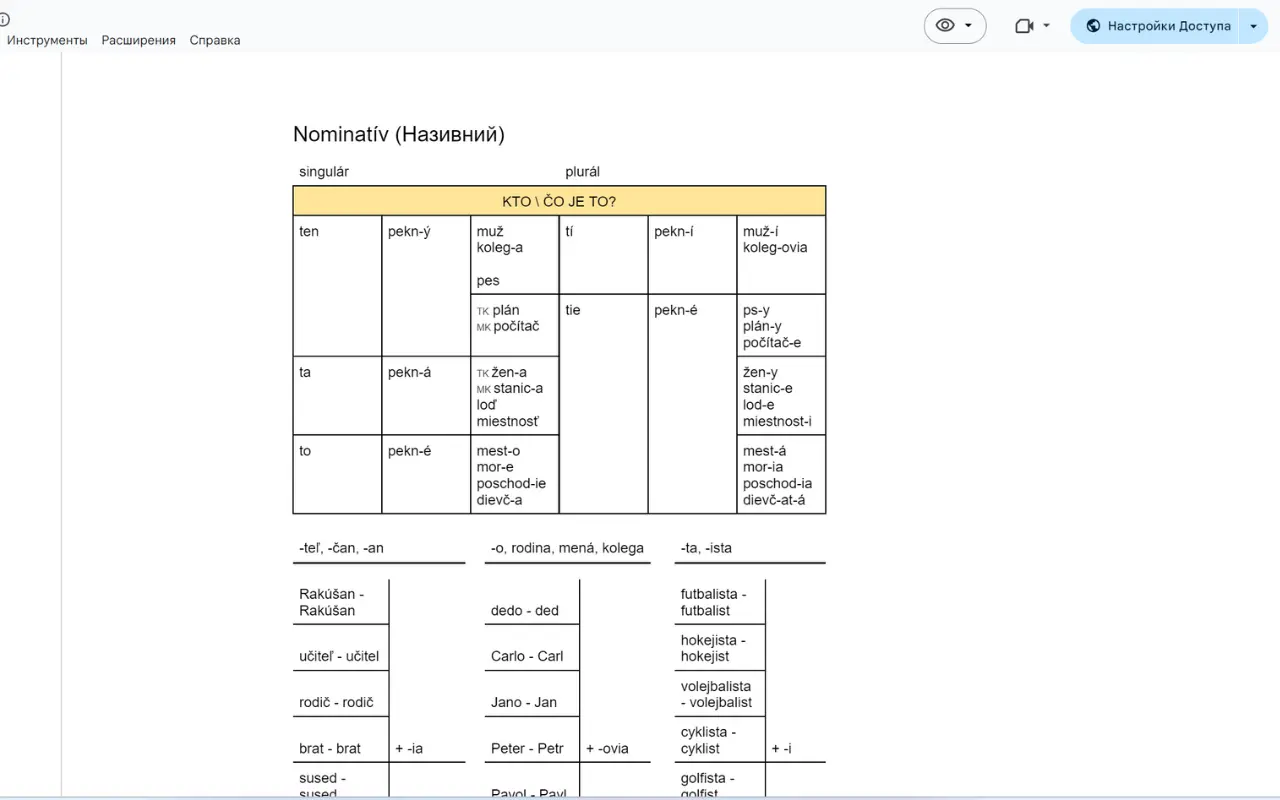 Инструменты Расширения Справка
Настройки Доступа
Nominatív (Називний)
singulár plurál
KTO \ ČO JE TO?
ten pekn-ý muž tí pekn-í muž-í
koleg-a koleg-ovia
pes
TK plán tie pekn-é ps-y
MK počítač plán-y
počítač-e
ta pekn-á TK žen-a žen-y
MK stanic-a stanic-e
loď lod-e
miestnosť miestnost-i
to pekn-é mest-o mest-á
mor-e mor-ia
poschod-ie poschod-ia
dievč-a dievč-at-á
-teľ, -čan, -an -o, rodina, mená, kolega -ta, -ista
Rakúšan - futbalista -
Rakúšan dedo - ded futbalist
hokejista -
učiteľ - učitel Carlo - Carl hokejist
volejbalista
rodič - rodič Jano - Jan - volejbalist
cyklista -
brat - brat + -ia Peter - Petr + -ovia cyklist + -i
sused - golfista -
sused Pavol - Pavl golfist